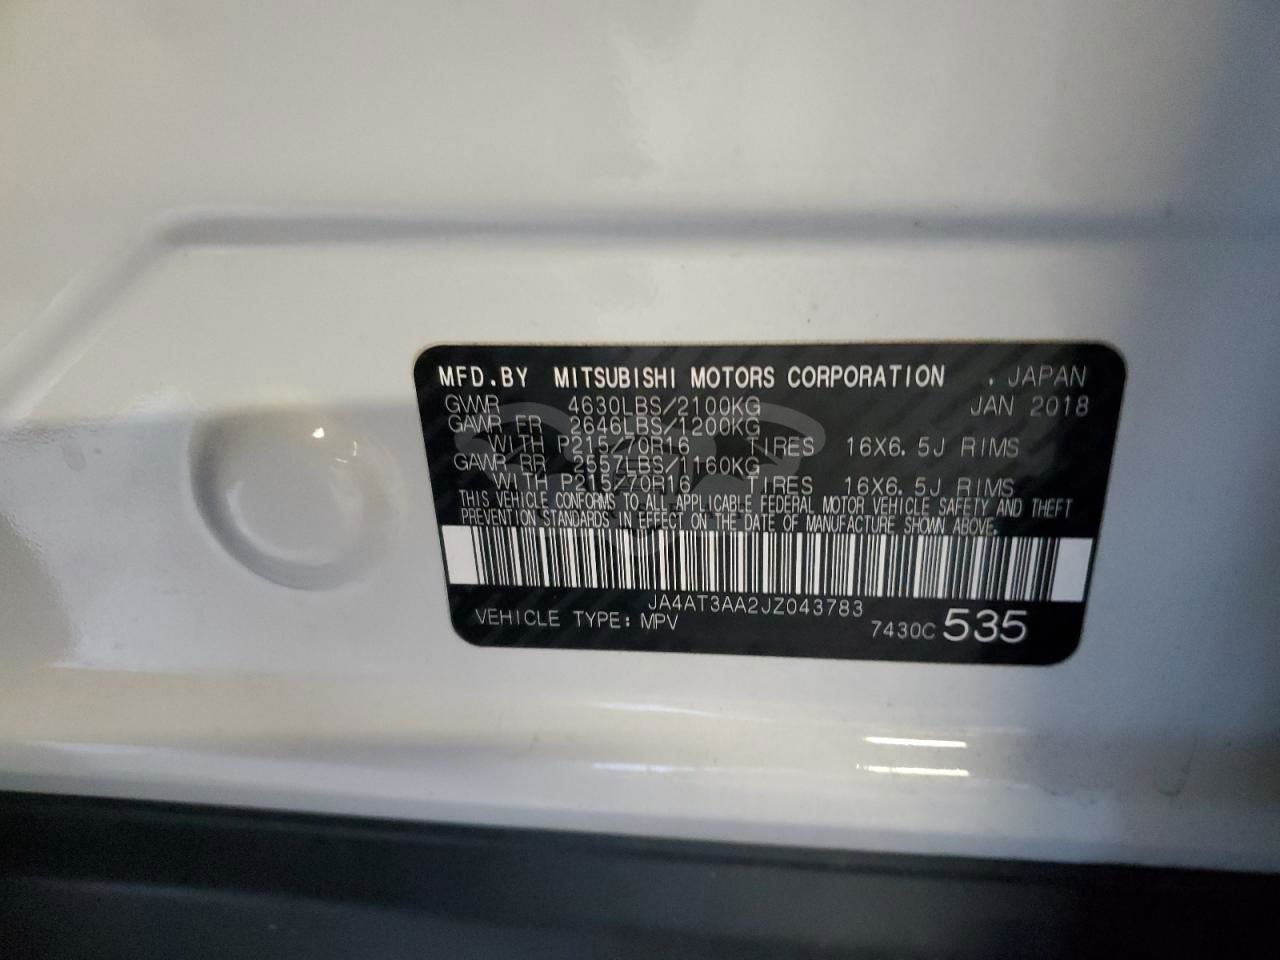 MFD.BY MITSUBISHI MOTORS CORPORATION . JAPAN
GVWR 4630LBS/2100KG JAN 2018
GAWR FR 2646LBS/1200KG
WITH P215/70R16 TIRES 16X6.5J RIMS
GAWR RR 2557LBS/1160KG
WITH P215/70R16 TIRES 16X6.5J RIMS
THIS VEHICLE CONFORMS TO ALL APPLICABLE FEDERAL MOTOR VEHICLE SAFETY AND THEFT
PREVENTION STANDARDS IN EFFECT ON THE DATE OF MANUFACTURE SHOWN ABOVE.
JA4AT3AA2JZ043783
VEHICLE TYPE: MPV 7430C 535